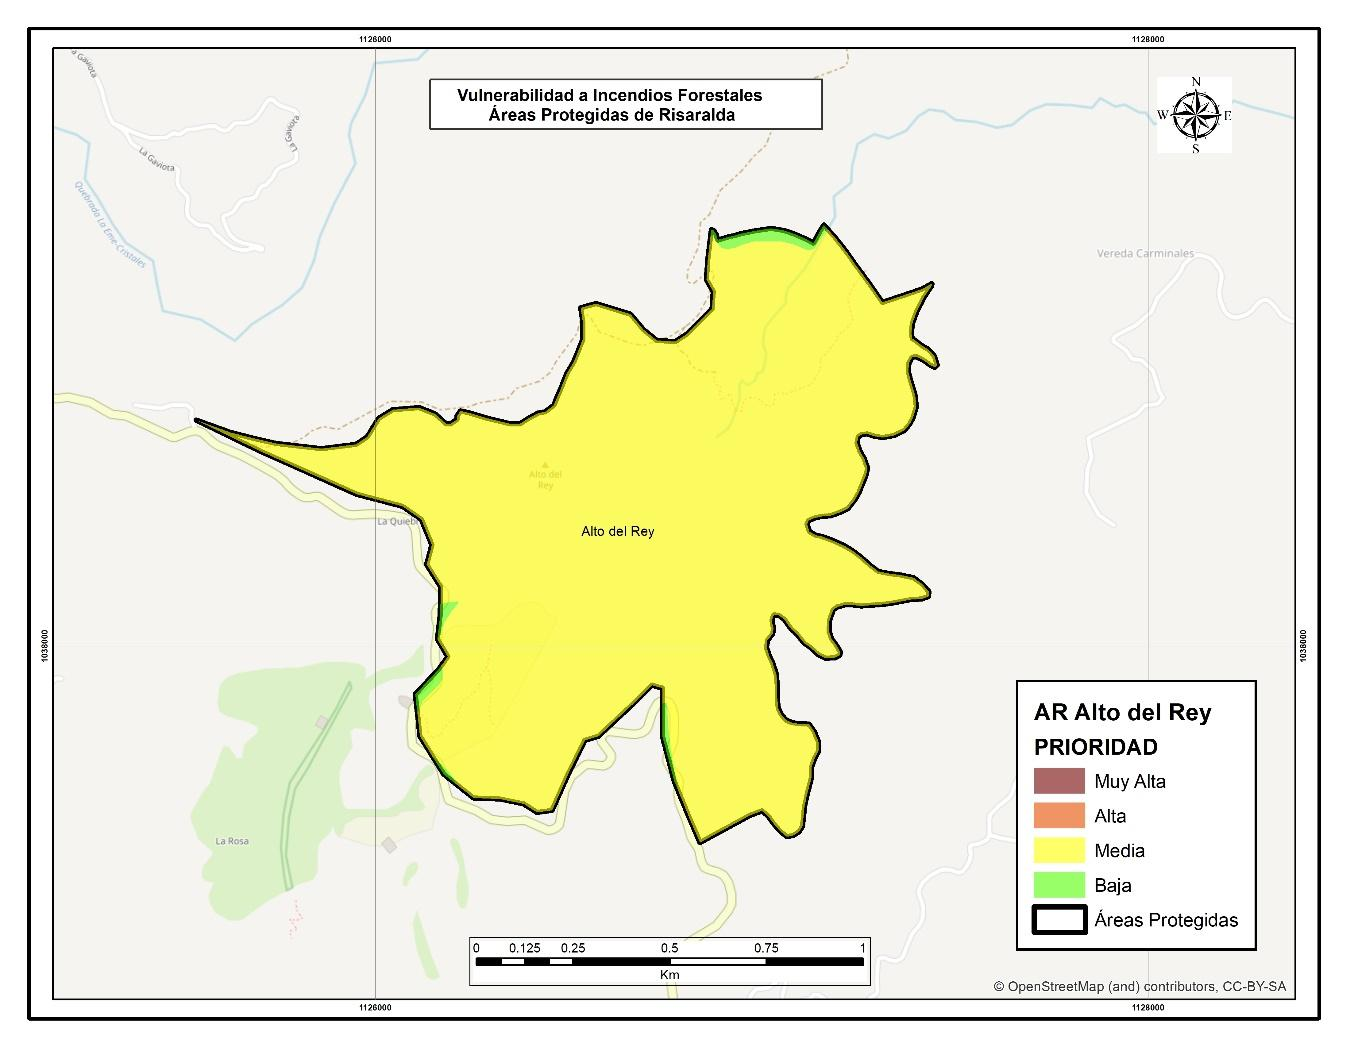 1126000
1128000
La Gaviota
La Gaviota
La Gaviota
Vulnerabilidad a Incendios Forestales
Áreas Protegidas de Risaralda
N
W
E
S
Quebrada La Eme-Cristales
Vereda Carminales
Alto del
Rey
La Quieb
Alto del Rey
1038000
1038000
La Rosa
AR Alto del Rey
PRIORIDAD
Muy Alta
Alta
Media
Baja
Áreas Protegidas
0 0.125 0.25 0.5 0.75 1
Km
© OpenStreetMap (and) contributors, CC-BY-SA
1126000
1128000